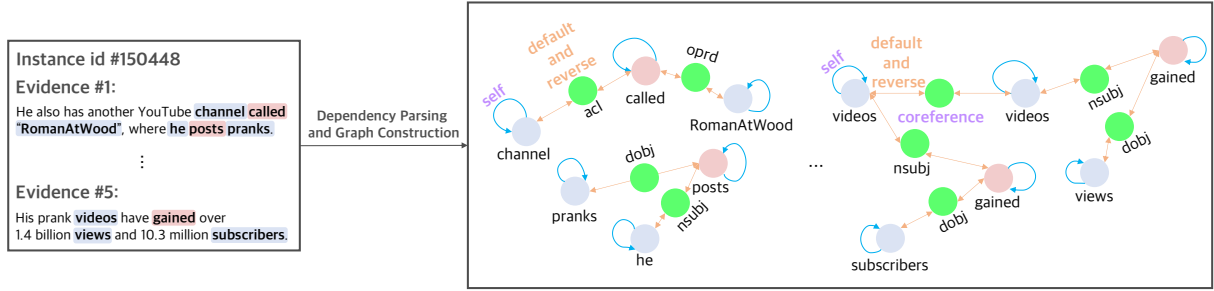 Instance id #150448
Evidence #1:
He also has another YouTube channel called
"RomanAtWood", where he posts pranks.
⋮
Evidence #5:
His prank videos have gained over
1.4 billion views and 10.3 million subscribers.
Dependency Parsing
and Graph Construction
self
default
and
reverse
channel
acl
called
oprd
RomanAtWood
pranks
dobj
posts
nsubj
he
...
self
default
and
reverse
videos
coreference
videos
nsubj
gained
dobj
views
nsubj
gained
dobj
subscribers